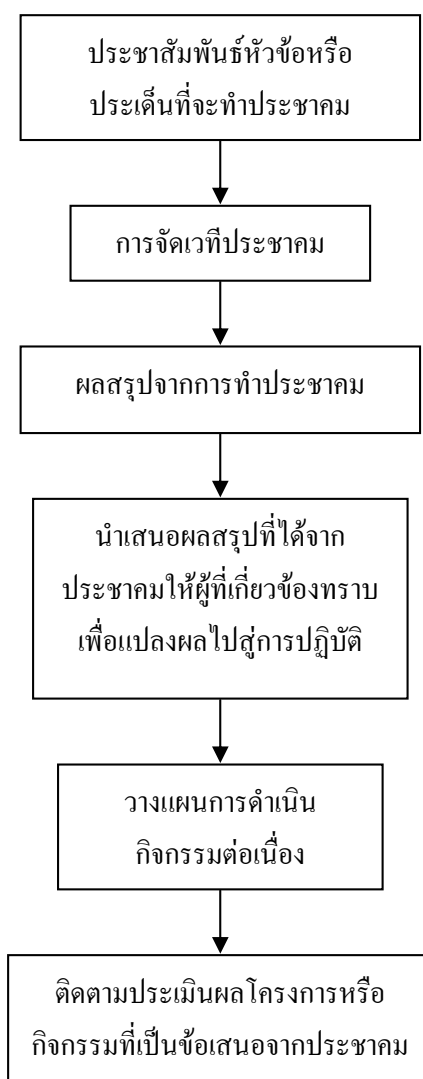 ประชาสัมพันธ์หัวข้อหรือ
ประเด็นที่จะทำประชาคม
การจัดเวทีประชาคม
ผลสรุปจากการทำประชาคม
นำเสนอผลสรุปที่ได้จาก
ประชาคมให้ผู้ที่เกี่ยวข้องทราบ
เพื่อแปลงผลไปสู่การปฏิบัติ
วางแผนการดำเนิน
กิจกรรมต่อเนื่อง
ติดตามประเมินผลโครงการหรือ
กิจกรรมที่เป็นข้อเสนอจากประชาคม